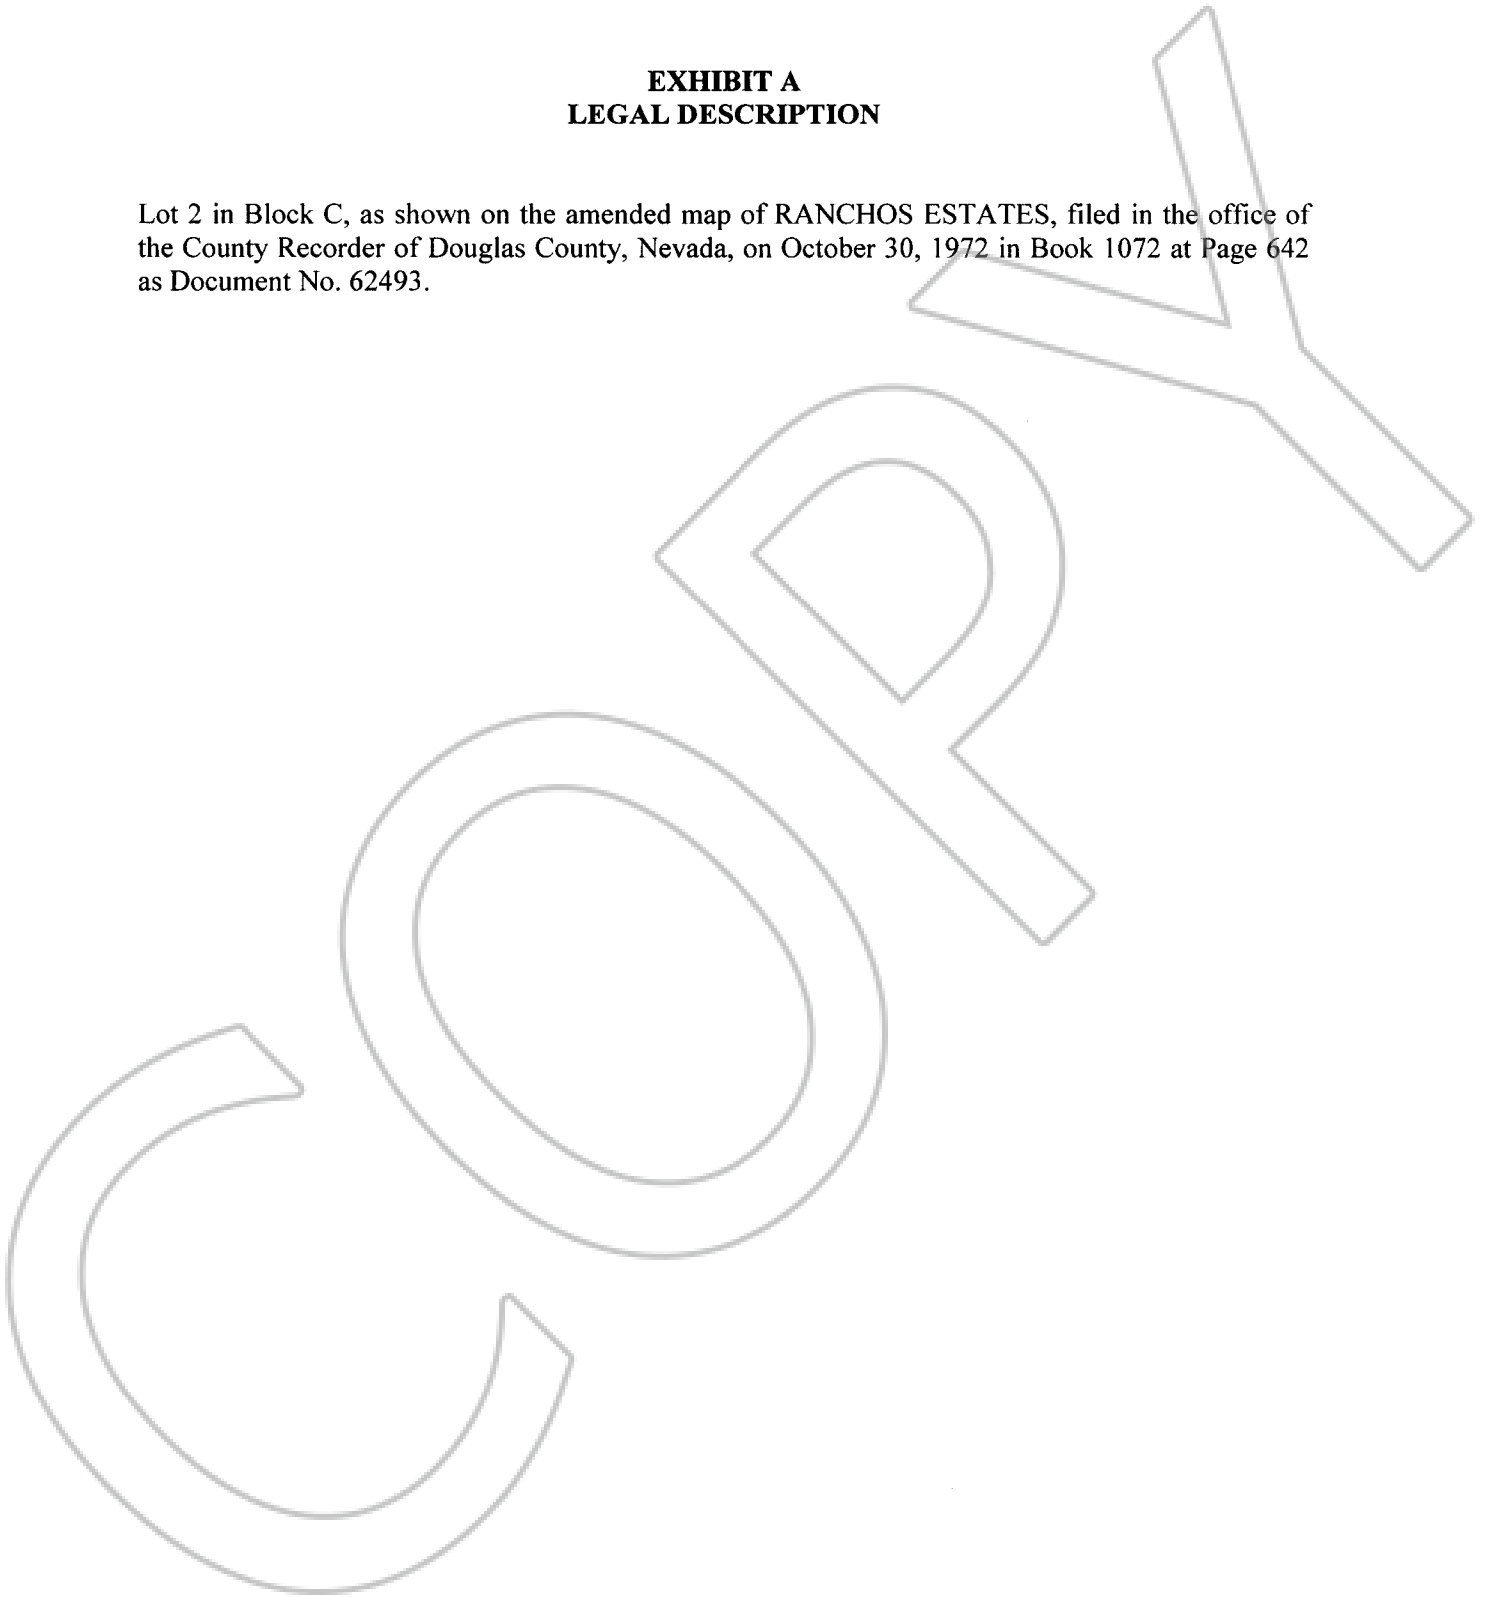 EXHIBIT A
LEGAL DESCRIPTION
Lot 2 in Block C, as shown on the amended map of RANCHOS ESTATES, filed in the office of
the County Recorder of Douglas County, Nevada, on October 30, 1972 in Book 1072 at Page 642
as Document No. 62493.
COPY